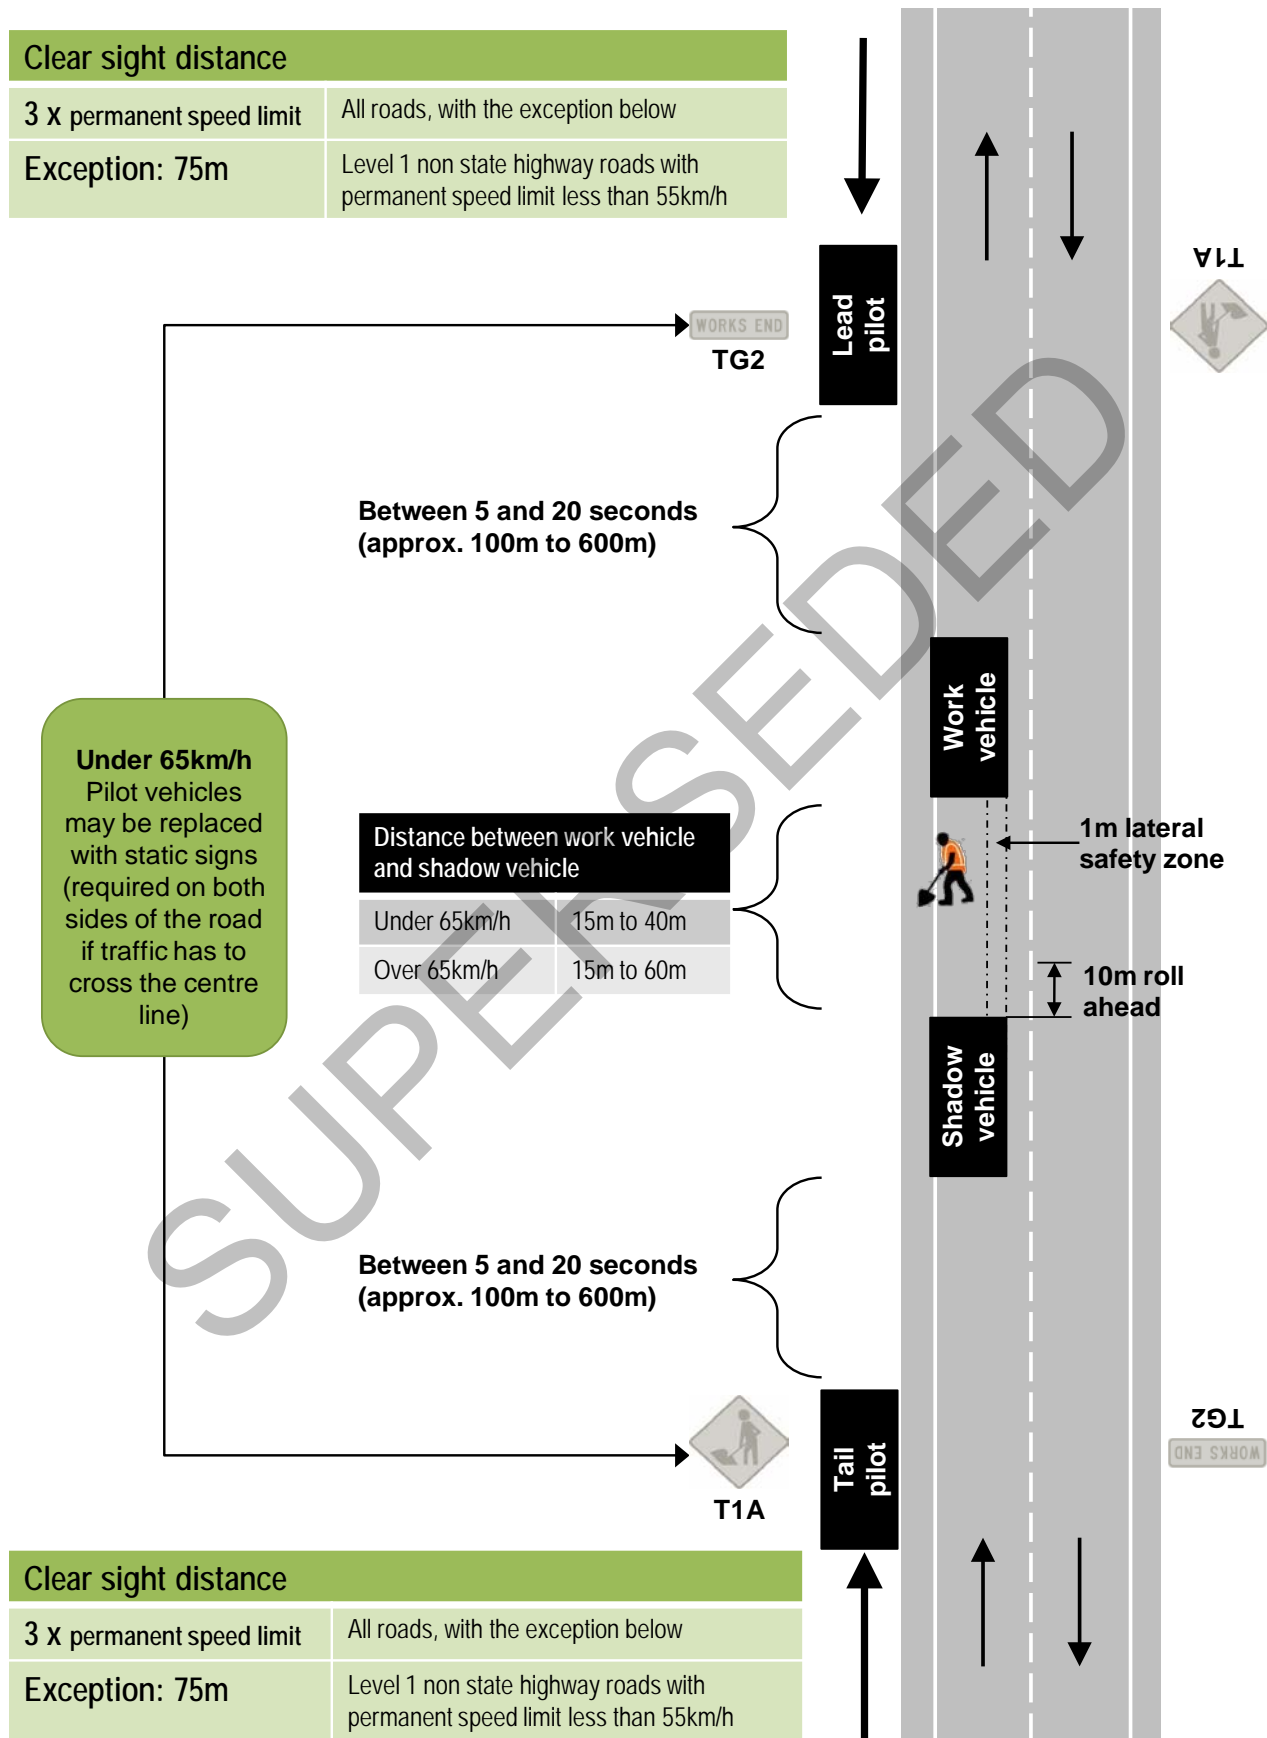 Clear sight distance
3 x permanent speed limit
All roads, with the exception below
Exception: 75m
Level 1 non state highway roads with
permanent speed limit less than 55km/h
T1A
WORKS END
TG2
Lead
pilot
Between 5 and 20 seconds
(approx. 100m to 600m)
Work
vehicle
Under 65km/h
Pilot vehicles
may be replaced
with static signs
(required on both
sides of the road
if traffic has to
cross the centre
line)
Distance between work vehicle
and shadow vehicle
Under 65km/h
15m to 40m
Over 65km/h
15m to 60m
1m lateral
safety zone
10m roll
ahead
Shadow
vehicle
Between 5 and 20 seconds
(approx. 100m to 600m)
T1A
Tail
pilot
TG2
WORKS END
Clear sight distance
3 x permanent speed limit
All roads, with the exception below
Exception: 75m
Level 1 non state highway roads with
permanent speed limit less than 55km/h
SUPERSEDED